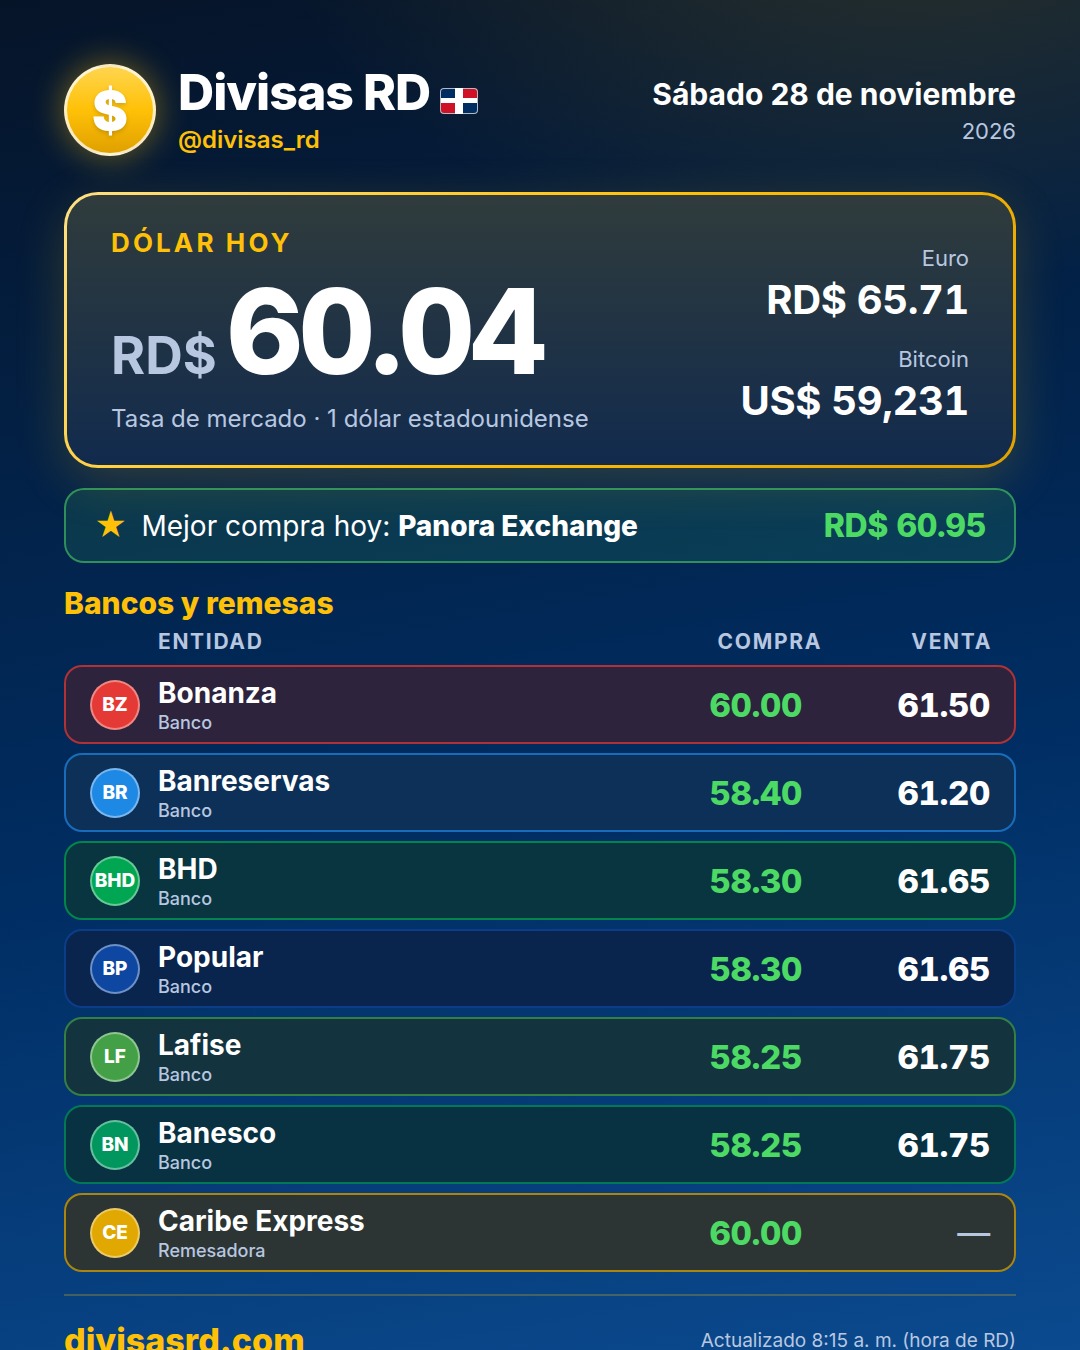 $
Divisas RD
@divisas_rd
Sábado 28 de noviembre
2026
DÓLAR HOY
RD$ 60.04
Tasa de mercado · 1 dólar estadounidense
Euro
RD$ 65.71
Bitcoin
US$ 59,231
★ Mejor compra hoy: Panora Exchange RD$ 60.95
Bancos y remesas
ENTIDAD COMPRA VENTA
BZ Bonanza 60.00 61.50
Banco
BR Banreservas 58.40 61.20
Banco
BHD BHD 58.30 61.65
Banco
BP Popular 58.30 61.65
Banco
LF Lafise 58.25 61.75
Banco
BN Banesco 58.25 61.75
Banco
CE Caribe Express 60.00 —
Remesadora
divisasrd.com Actualizado 8:15 a. m. (hora de RD)